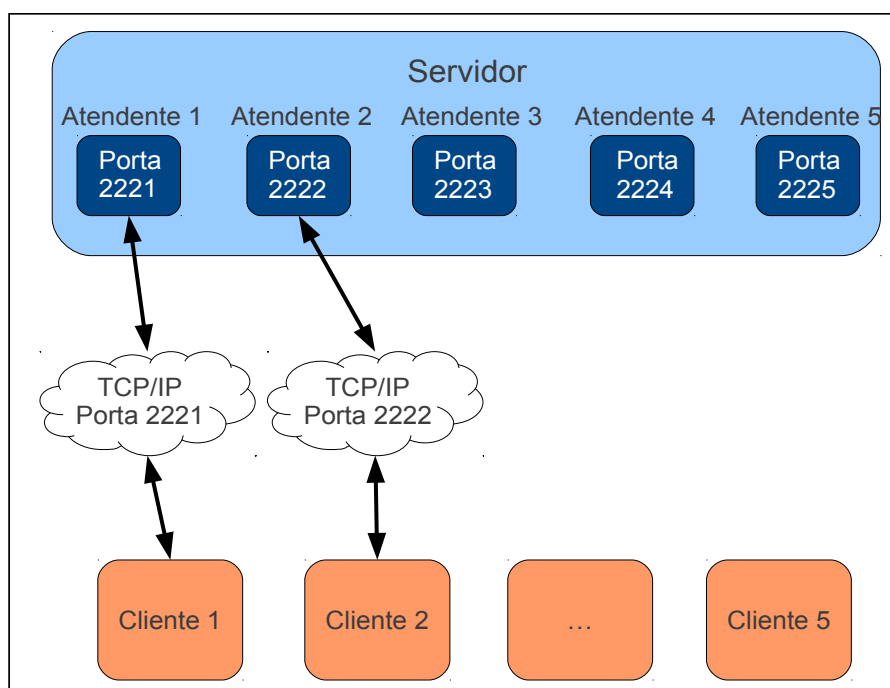 Servidor
Atendente 1
Atendente 2
Atendente 3
Atendente 4
Atendente 5
Porta
2221
Porta
2222
Porta
2223
Porta
2224
Porta
2225
TCP/IP
Porta 2221
TCP/IP
Porta 2222
Cliente 1
Cliente 2
…
Cliente 5